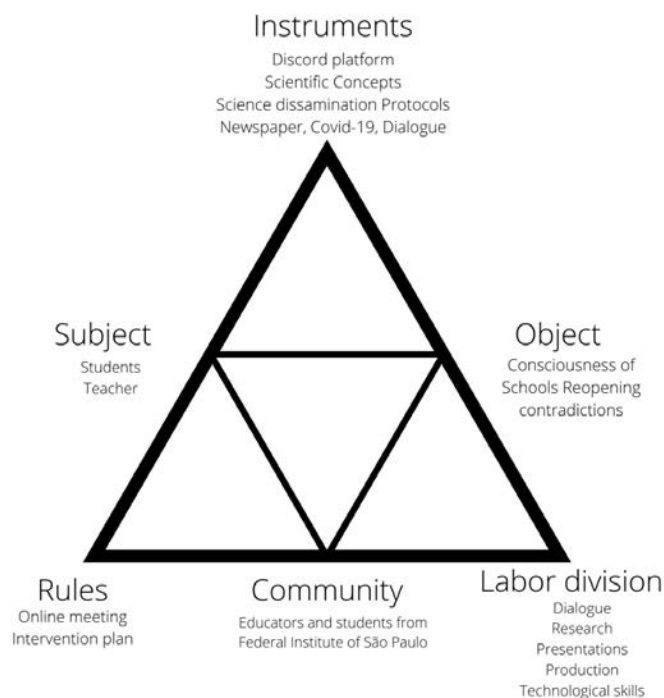 Instruments
Discord platform
Scientific Concepts
Science dissamination Protocols
Newspaper, Covid-19, Dialogue
Subject
Students
Teacher
Object
Consciousness of
Schools Reopening
contradictions
Rules
Online meeting
Intervention plan
Community
Educators and students from
Federal Institute of São Paulo
Labor division
Dialogue
Research
Presentations
Production
Technological skills